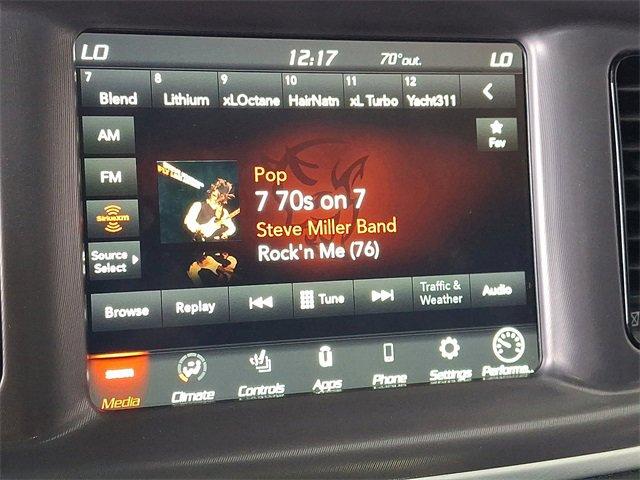 LO 12:17 70° out. LO
7 8 9 10 11 12
Blend Lithium xLOctane HairNatn xL Turbo Yacht311
AM
Fav
FM
Pop
7 70s on 7
SiriusXM
Steve Miller Band
Rock'n Me (76)
Source
Select
Browse Replay Tune Traffic & Weather Audio
Media Climate Controls Apps Phone Settings Performa...